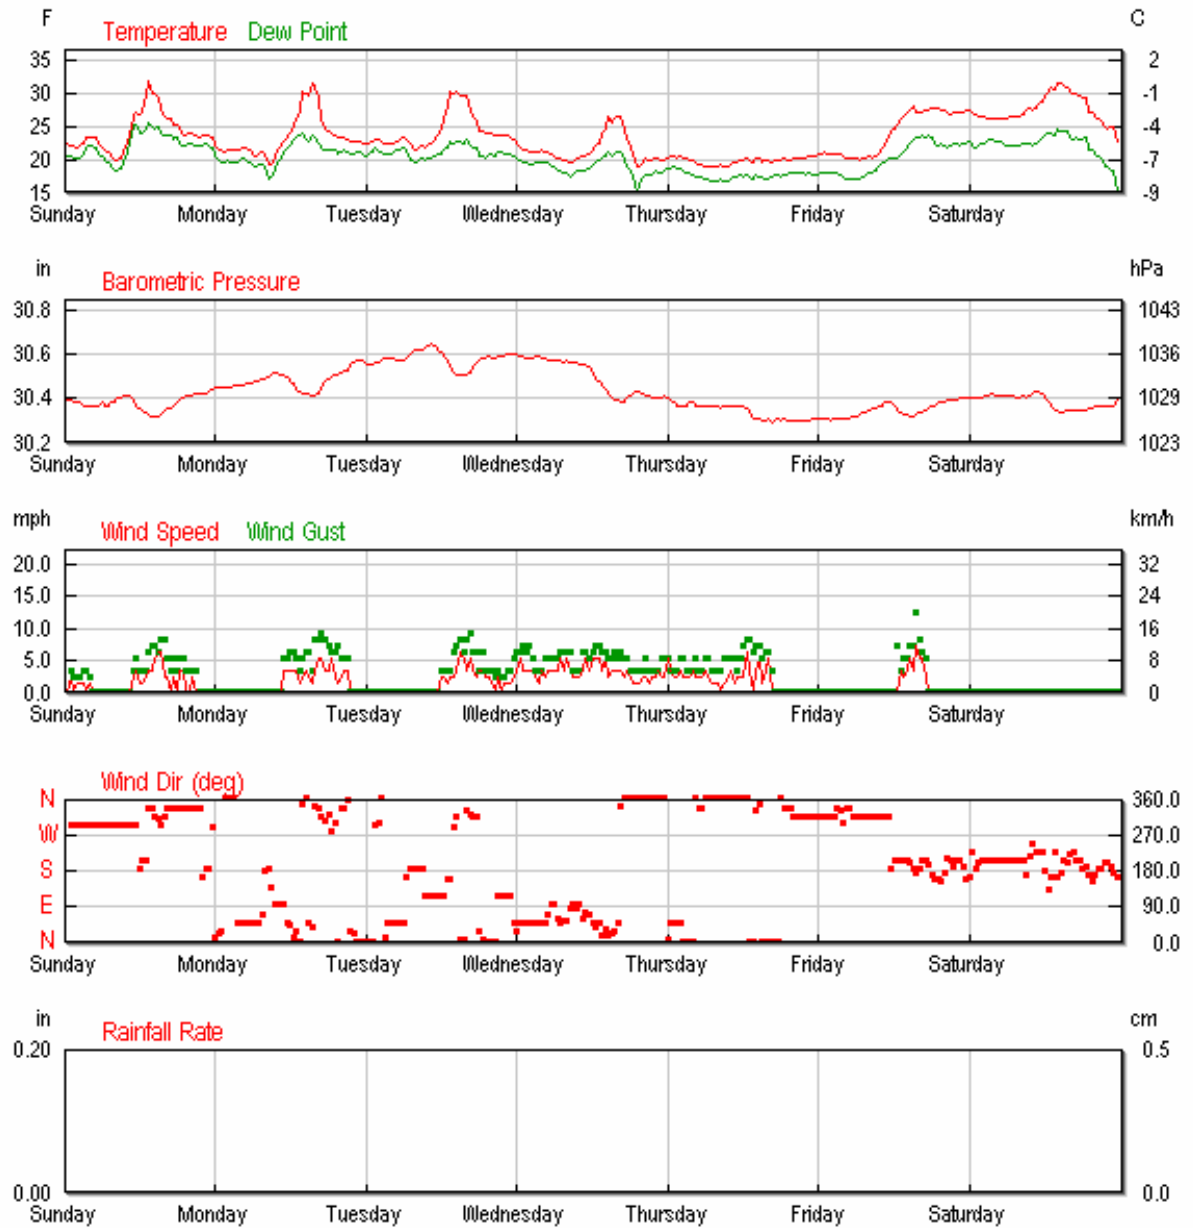 F C
Temperature Dew Point
35 2
30 -1
25 -4
20 -7
15 -9
Sunday Monday Tuesday Wednesday Thursday Friday Saturday
in hPa
Barometric Pressure
30.8 1043
30.6 1036
30.4 1029
30.2 1023
Sunday Monday Tuesday Wednesday Thursday Friday Saturday
mph km/h
Wind Speed Wind Gust
20.0 32
15.0 24
10.0 16
5.0 8
0.0 0
Sunday Monday Tuesday Wednesday Thursday Friday Saturday
Wind Dir (deg)
N 360.0
W 270.0
S 180.0
E 90.0
N 0.0
Sunday Monday Tuesday Wednesday Thursday Friday Saturday
in cm
Rainfall Rate
0.20 0.5
0.00 0.0
Sunday Monday Tuesday Wednesday Thursday Friday Saturday